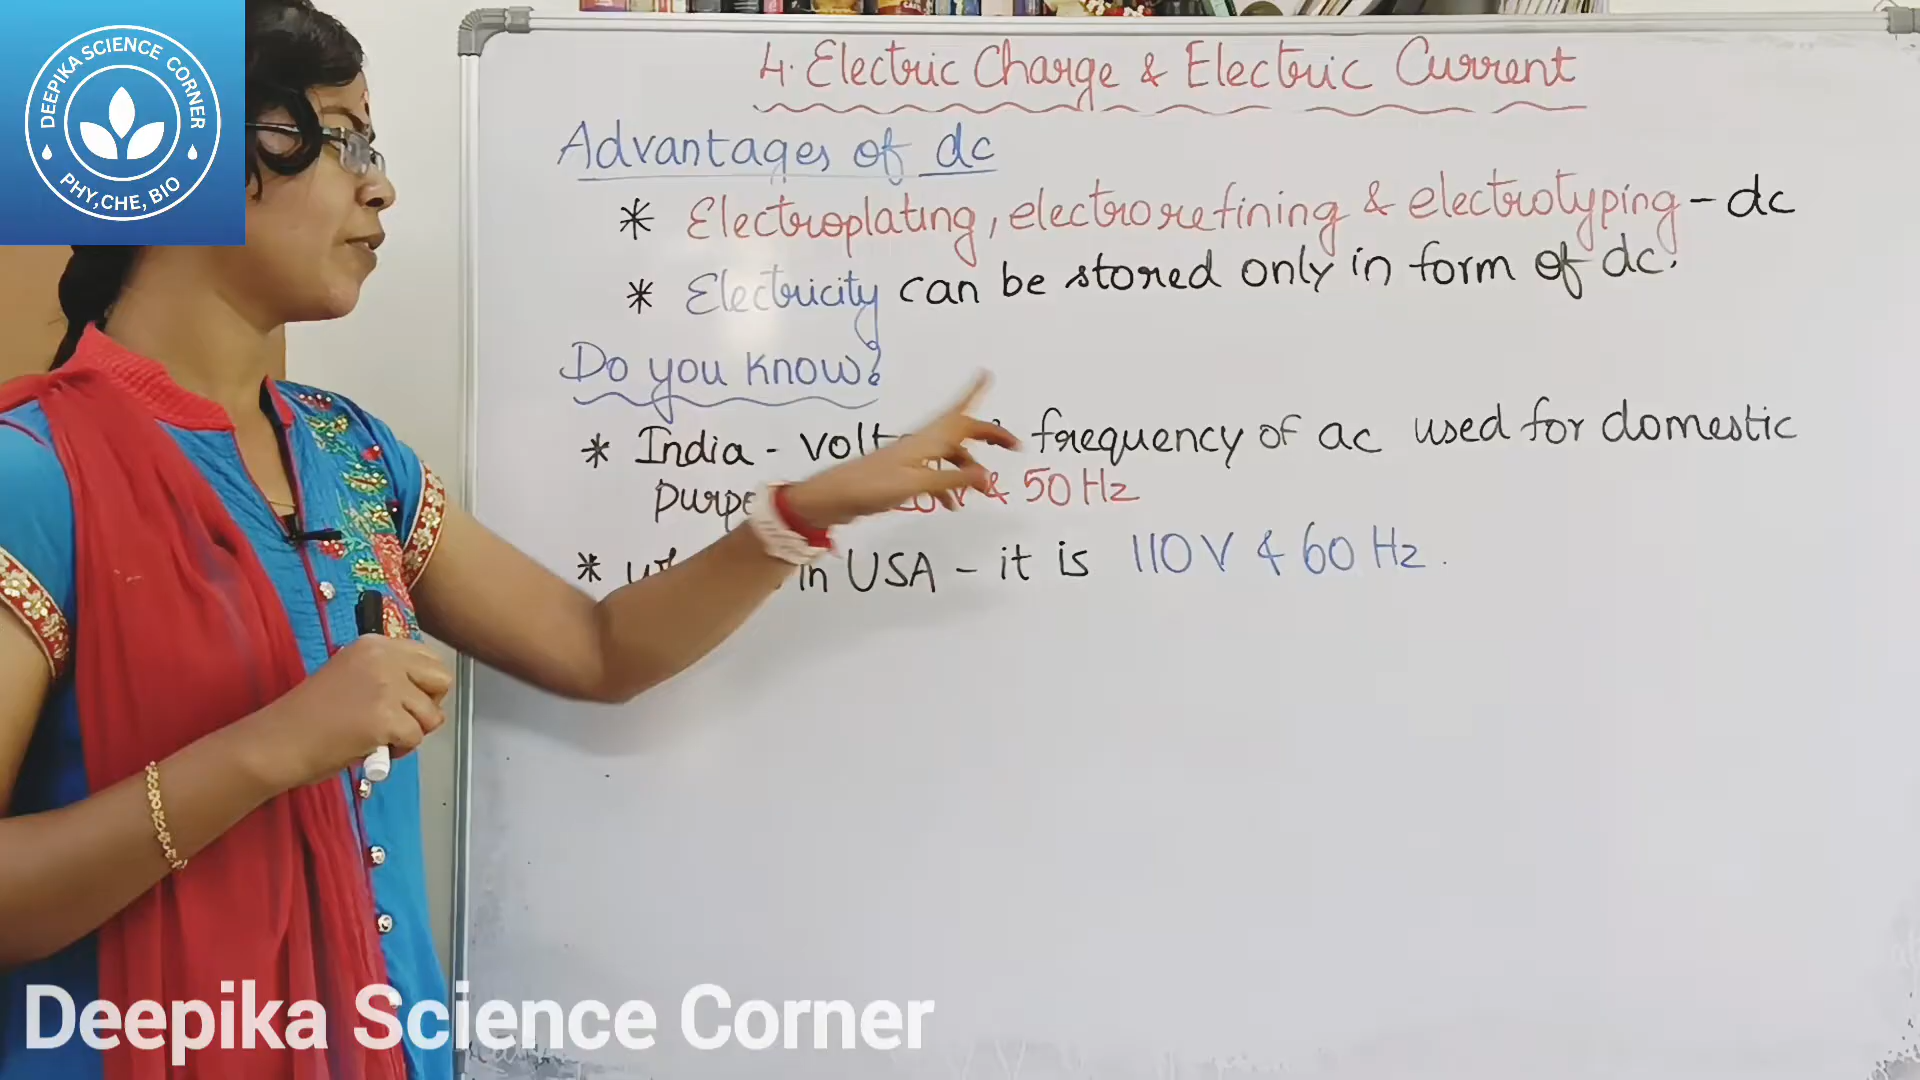 DEEPIKA SCIENCE CORNER
PHY, CHE, BIO
4. Electric Charge & Electric Current
Advantages of dc
* Electroplating, electrorefining & electrotyping - dc
* Electricity can be stored only in form of dc.
Do you know?
* India - frequency of ac used for domestic
& 50 Hz
* in USA - it is 110 V & 60 Hz.
Deepika Science Corner